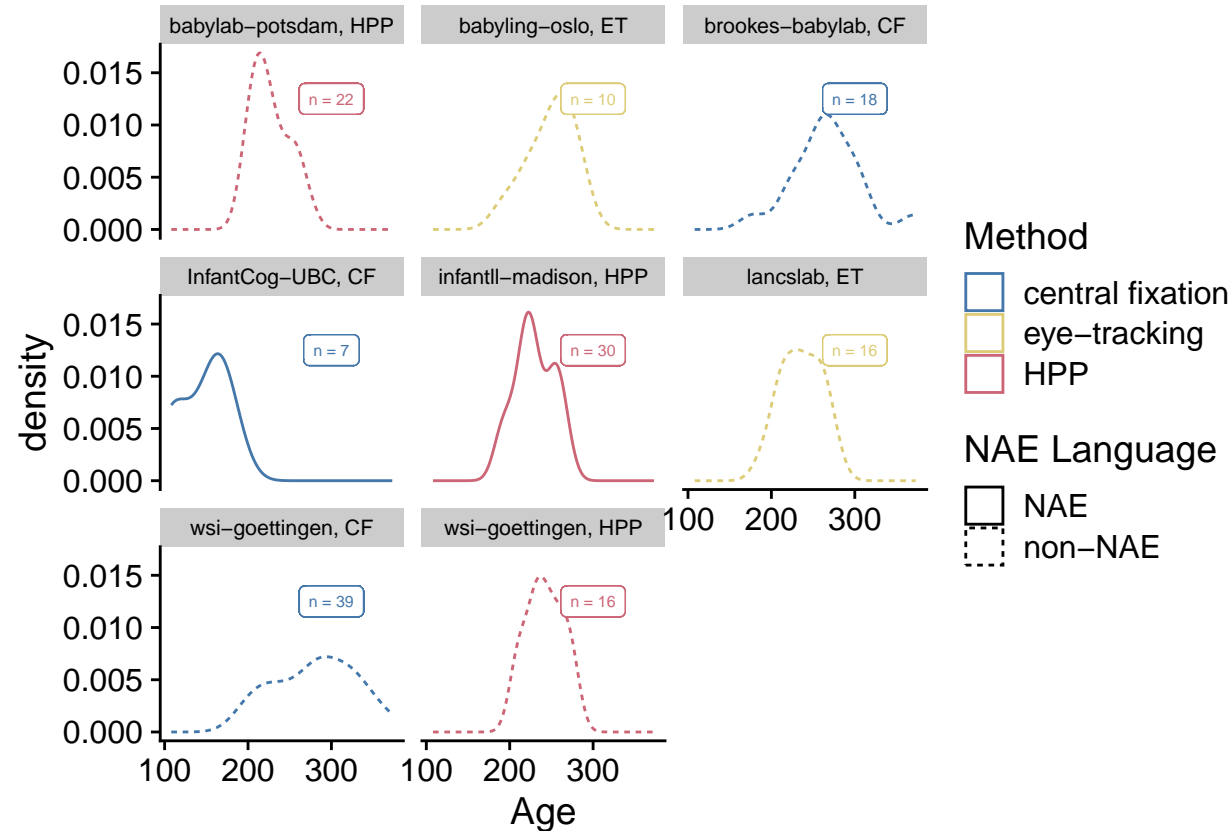 babylab−potsdam, HPP
babyling−oslo, ET
brookes−babylab, CF
0.015
0.010
0.005
0.000
n = 22
n = 10
n = 18
InfantCog−UBC, CF
infantll−madison, HPP
lancslab, ET
0.015
0.010
0.005
0.000
n = 7
n = 30
n = 16
100
200
300
wsi−goettingen, CF
wsi−goettingen, HPP
0.015
0.010
0.005
0.000
n = 39
n = 16
100
200
300
100
200
300
density
Age
Method
central fixation
eye−tracking
HPP
NAE Language
NAE
non−NAE